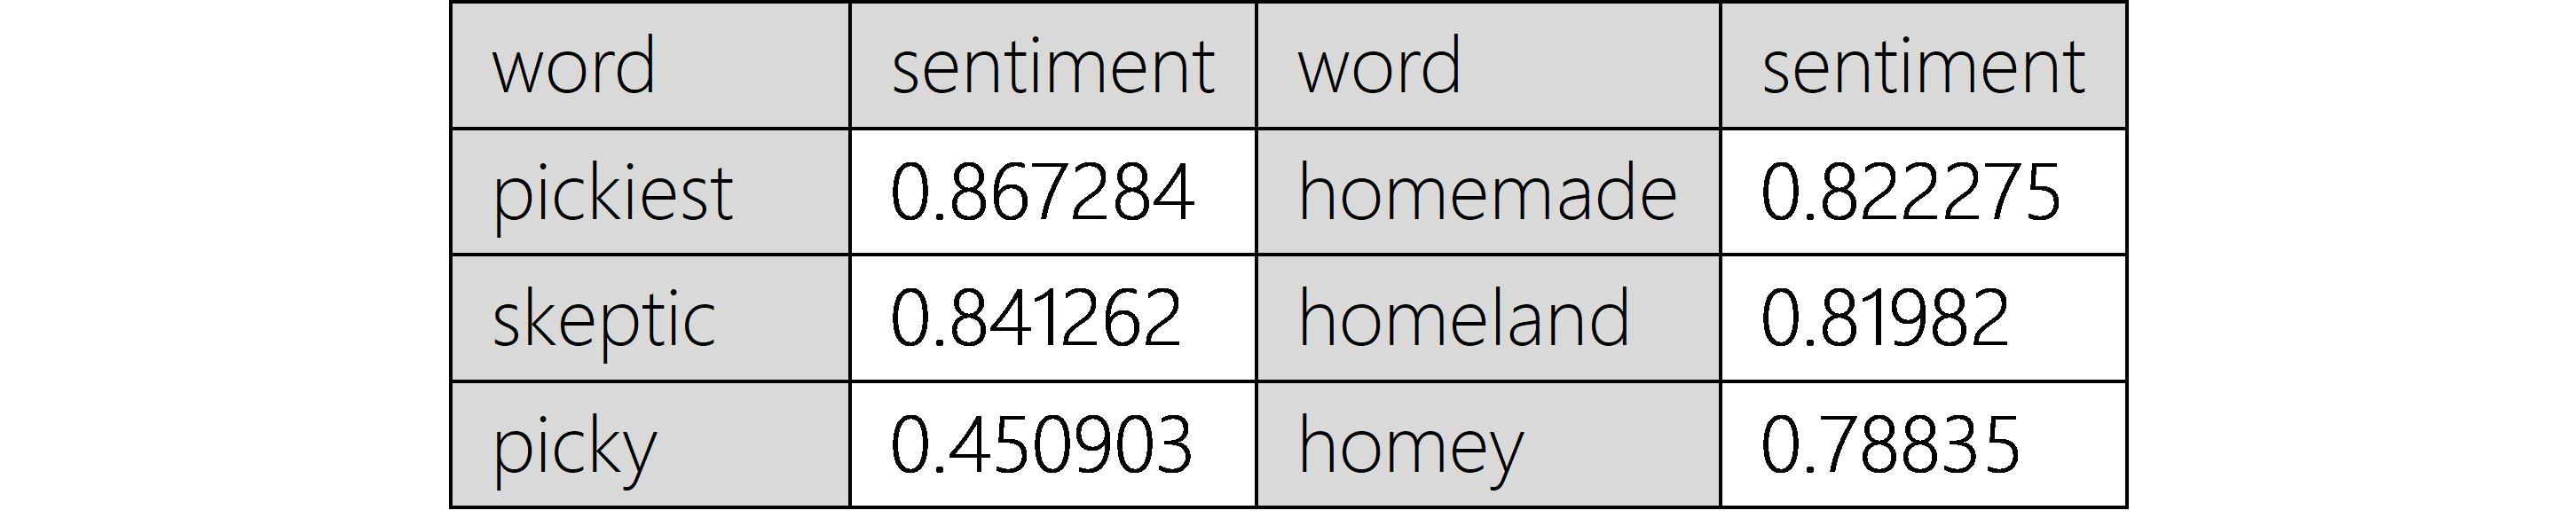 word sentiment word sentiment
pickiest 0.867284 homemade 0.822275
skeptic 0.841262 homeland 0.81982
picky 0.450903 homey 0.78835